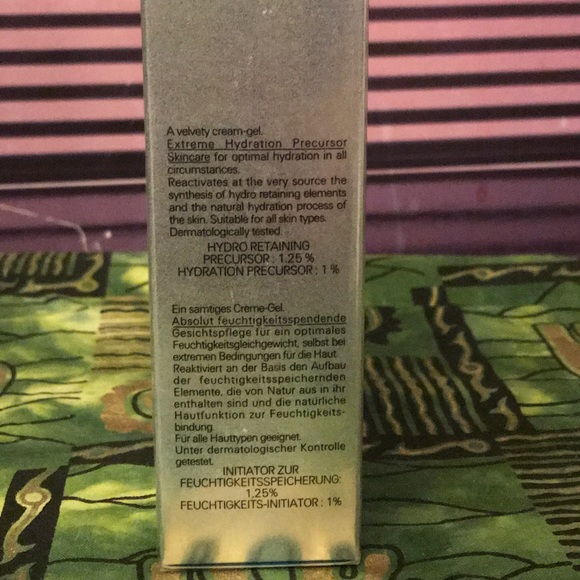 A velvety cream-gel.
Extreme Hydration Precursor
Skincare for optimal hydration in all
circumstances.
Reactivates at the very source the
synthesis of hydro retaining elements
and the natural hydration process of
the skin. Suitable for all skin types.
Dermatologically tested
HYDRO RETAINING
PRECURSOR : 1.25 %
HYDRATION PRECURSOR : 1 %
Ein samtiges Creme-Gel.
Absolut feuchtigkeitsspendende
Gesichtspflege für ein optimales
Feuchtigkeitsgleichgewicht, selbst bei
extremen Bedingungen für die Haut.
Reaktiviert an der Basis den Aufbau
der feuchtigkeitsspeichernden
Elemente, die von Natur aus in ihr
enthalten sind und die natürliche
Hautfunktion zur Feuchtigkeits-
bindung.
Für alle Hauttypen geeignet.
Unter dermatologischer Kontrolle
getestet.
INITIATOR ZUR
FEUCHTIGKEITSSPEICHERUNG:
1,25%
FEUCHTIGKEITS-INITIATOR : 1%